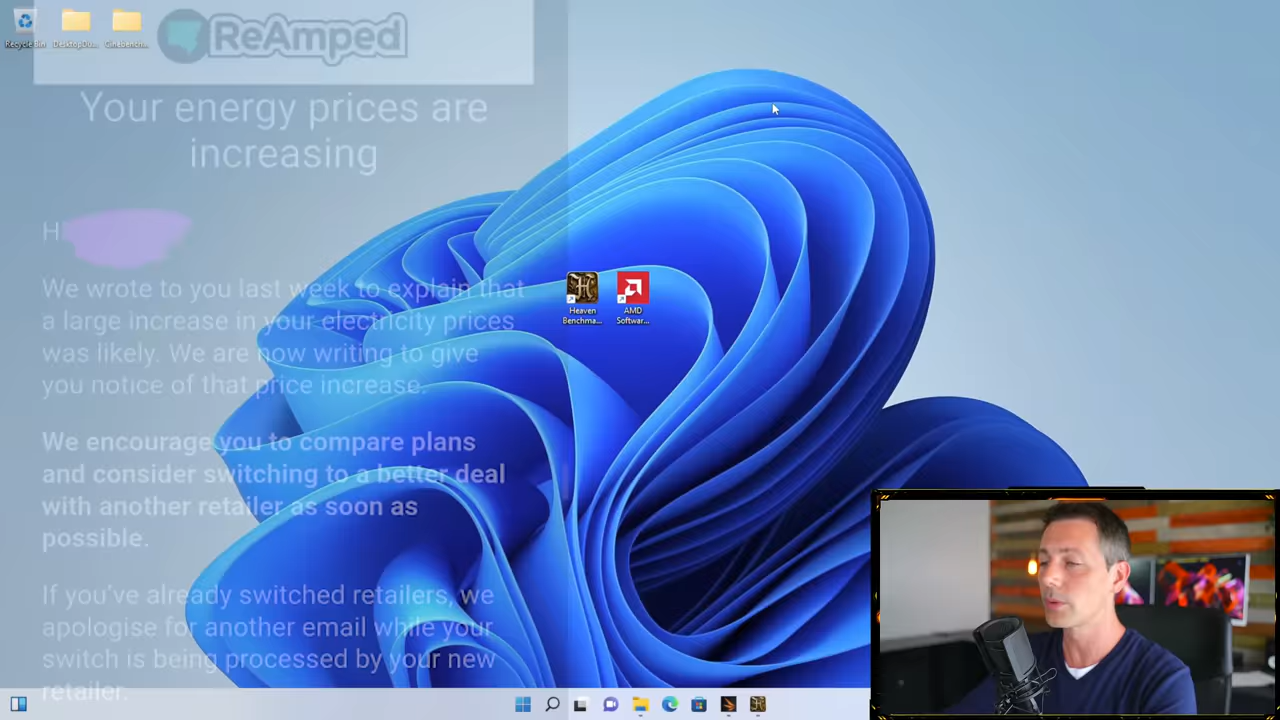 Recycle Bin
DesktopDu...
Cinebench...
ReAmped
Your energy prices are
increasing
H
We wrote to you last week to explain that
a large increase in your electricity prices
was likely. We are now writing to give
you notice of that price increase.
We encourage you to compare plans
and consider switching to a better deal
with another retailer as soon as
possible.
If you've already switched retailers, we
apologise for another email while your
switch is being processed by your new
retailer.
Heaven
Benchma...
AMD
Softwar...